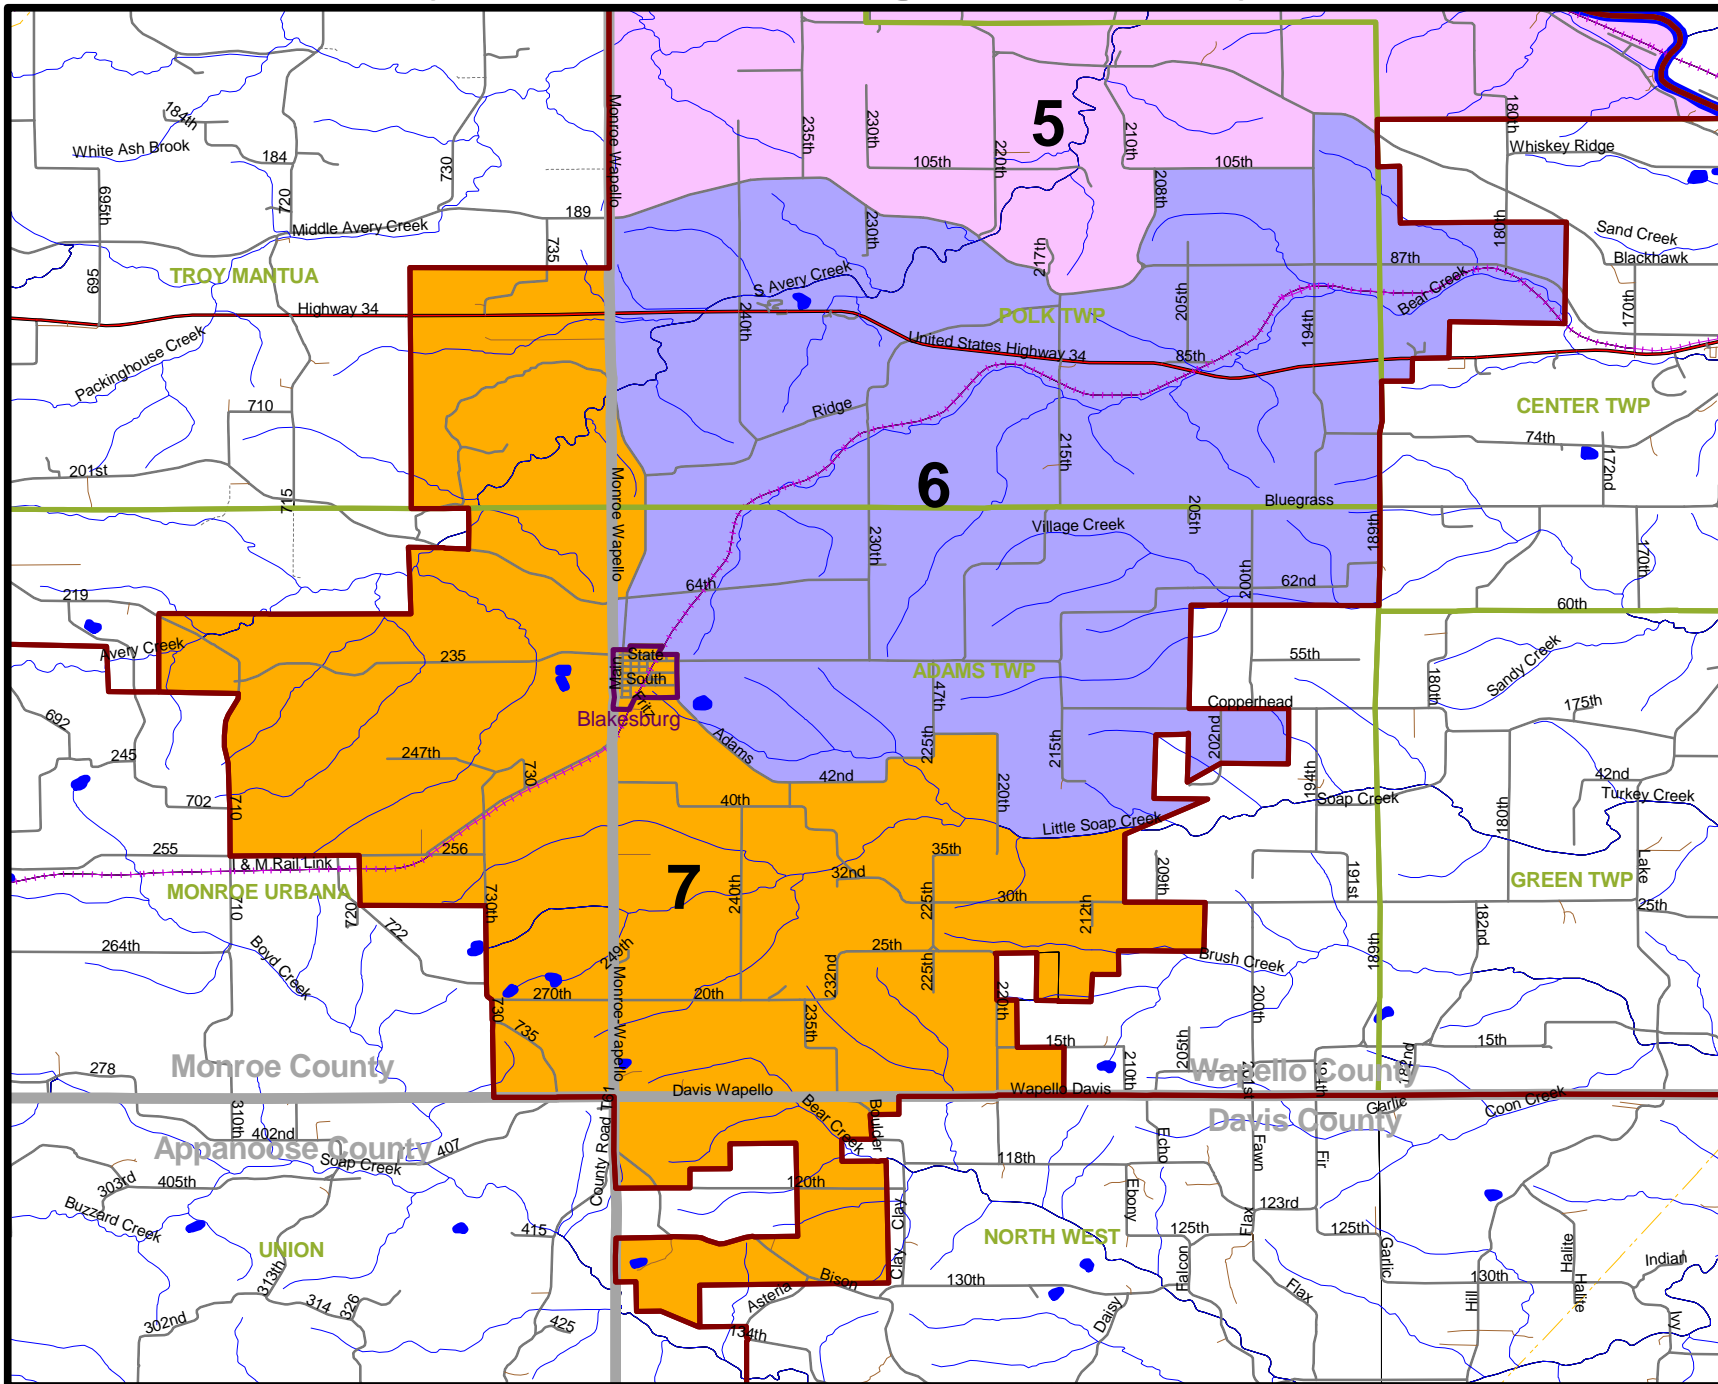 184th
White Ash Brook
184
730
695th
720
189
Middle Avery Creek
735
695
TROY MANTUA
Highway 34
Packinghouse Creek
710
201st
715
Monroe Wapello
235th
230th
5
210th
220th
105th
105th
208th
180th
Whiskey Ridge
230th
217th
180th
Sand Creek
Blackhawk
87th
S Avery Creek
Bear Creek
240th
POLK TWP
205th
194th
170th
United States Highway 34
85th
Ridge
CENTER TWP
74th
215th
172nd
Monroe Wapello
6
Bluegrass
205th
Village Creek
189th
230th
170th
64th
200th
62nd
60th
219
Avery Creek
235
State
Main
South
Fritz
Blakesburg
ADAMS TWP
47th
55th
180th
Sandy Creek
Copperhead
175th
692
245
247th
730
702
710
Adams
225th
42nd
215th
202nd
194th
42nd
Turkey Creek
220th
40th
Soap Creek
180th
Little Soap Creek
255
256
& M Rail Link
MONROE URBANA
710
720
722
730th
7
240th
32nd
35th
225th
30th
212th
206th
191st
GREEN TWP
Lake
25th
182nd
264th
Boyd Creek
249th
25th
232nd
225th
Brush Creek
189th
270th
20th
220th
200th
730
735
Monroe-Wapello
235th
15th
210th
205th
15th
182nd
278
Monroe County
Wapello County
Davis Wapello
Wapello Davis
Davis County
Garlic
Coon Creek
310th
402nd
407
Appanoose County
Soap Creek
County Road T61
Bear Creek
Boulder
118th
Echo
Fawn
Fir
303rd
405th
120th
Buzzard Creek
415
UNION
Clay
Clay
NORTH WEST
Ebony
125th
Flax
123rd
125th
Garlic
Halite
Indian
313th
Bison
130th
Falcon
130th
Halite
Hill
314
326
302nd
425
Asteria
134th
Daisy
Flax
Ivy